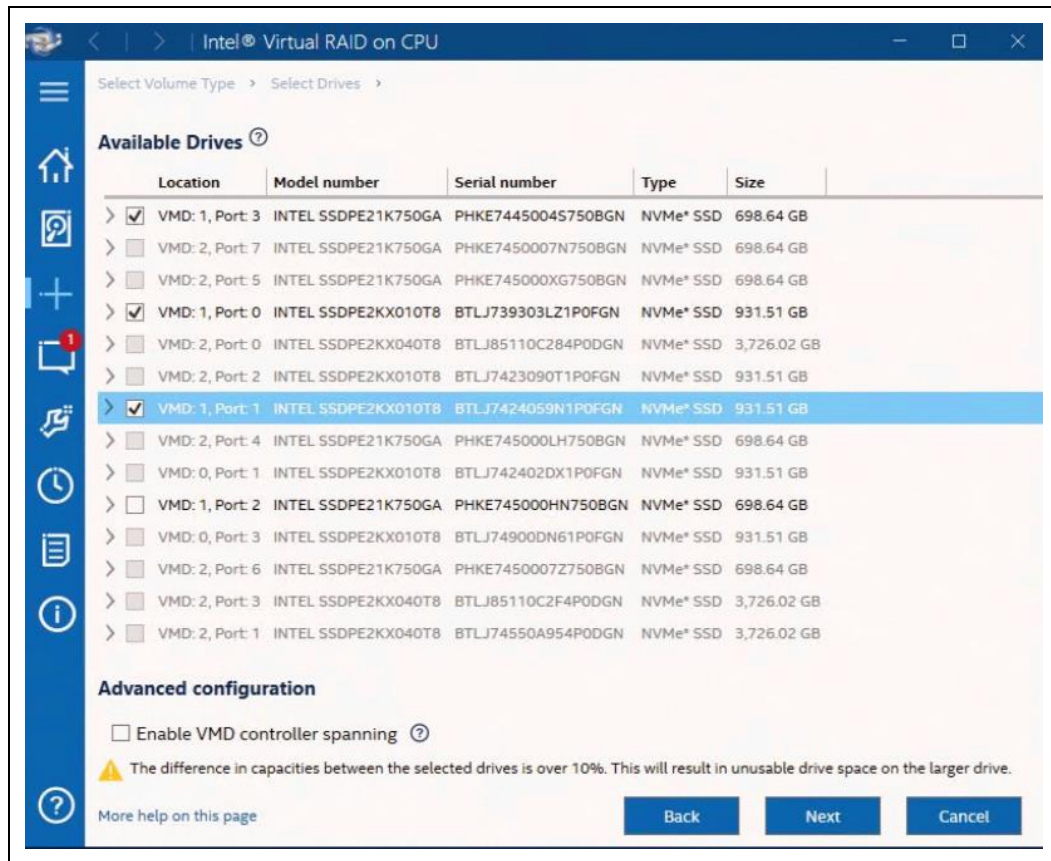 Intel® Virtual RAID on CPU
Select Volume Type > Select Drives >
Available Drives ?
Location Model number Serial number Type Size
VMD: 1, Port: 3 INTEL SSDPE21K750GA PHKE7445004S750BGN NVMe* SSD 698.64 GB
VMD: 2, Port: 7 INTEL SSDPE21K750GA PHKE7450007N750BGN NVMe* SSD 698.64 GB
VMD: 2, Port: 5 INTEL SSDPE21K750GA PHKE745000XG750BGN NVMe* SSD 698.64 GB
VMD: 1, Port: 0 INTEL SSDPE2KX010T8 BTLJ739303LZ1P0FGN NVMe* SSD 931.51 GB
VMD: 2, Port: 0 INTEL SSDPE2KX040T8 BTLJ85110C284P0DGN NVMe* SSD 3,726.02 GB
VMD: 2, Port: 2 INTEL SSDPE2KX010T8 BTLJ7423090T1P0FGN NVMe* SSD 931.51 GB
VMD: 1, Port: 1 INTEL SSDPE2KX010T8 BTLJ7424059N1P0FGN NVMe* SSD 931.51 GB
VMD: 2, Port: 4 INTEL SSDPE21K750GA PHKE745000LH750BGN NVMe* SSD 698.64 GB
VMD: 0, Port: 1 INTEL SSDPE2KX010T8 BTLJ742402DX1P0FGN NVMe* SSD 931.51 GB
VMD: 1, Port: 2 INTEL SSDPE21K750GA PHKE745000HN750BGN NVMe* SSD 698.64 GB
VMD: 0, Port: 3 INTEL SSDPE2KX010T8 BTLJ74900DN61P0FGN NVMe* SSD 931.51 GB
VMD: 2, Port: 6 INTEL SSDPE21K750GA PHKE7450007Z750BGN NVMe* SSD 698.64 GB
VMD: 2, Port: 3 INTEL SSDPE2KX040T8 BTLJ85110C2F4P0DGN NVMe* SSD 3,726.02 GB
VMD: 2, Port: 1 INTEL SSDPE2KX040T8 BTLJ74550A954P0DGN NVMe* SSD 3,726.02 GB
1
Advanced configuration
Enable VMD controller spanning ?
The difference in capacities between the selected drives is over 10%. This will result in unusable drive space on the larger drive.
More help on this page Back Next Cancel